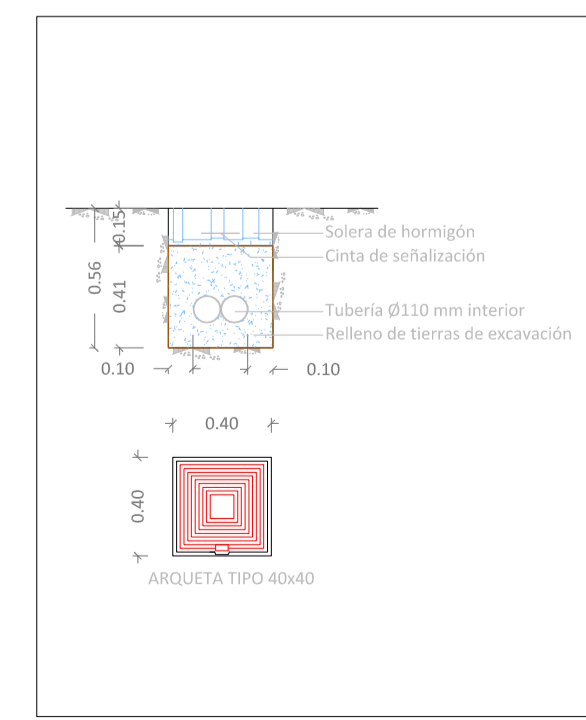 0.15
Solera de hormigón
Cinta de señalización
0.56
0.41
Tubería Ø110 mm interior
Relleno de tierras de excavación
0.10
0.10
0.40
0.40
ARQUETA TIPO 40x40